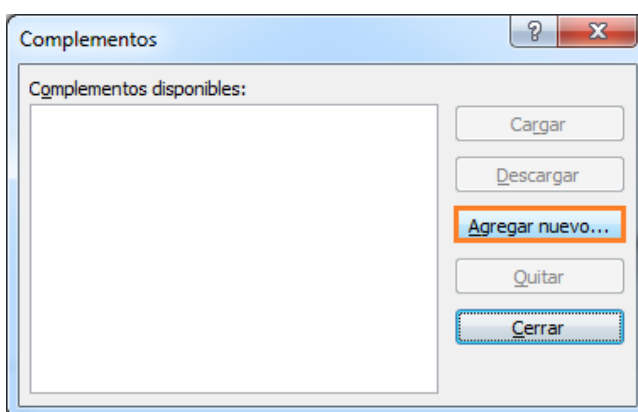 Complementos
Complementos disponibles:
Cargar
Descargar
Agregar nuevo...
Quitar
Cerrar